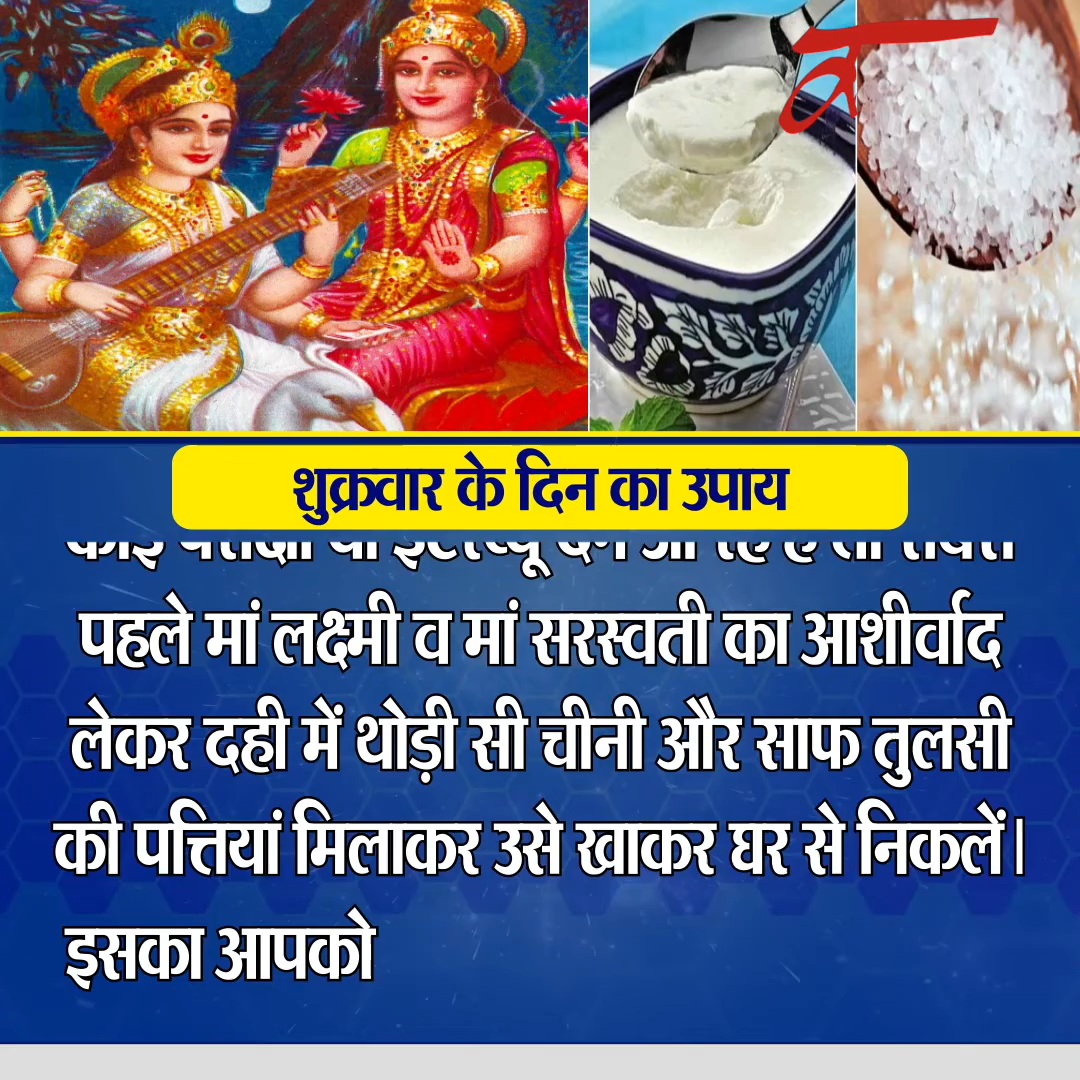 शुक्रवार के दिन का उपाय
पहले मां लक्ष्मी व मां सरस्वती का आशीर्वाद
लेकर दही में थोड़ी सी चीनी और साफ तुलसी
की पत्तियां मिलाकर उसे खाकर घर से निकलें।
इसका आपको